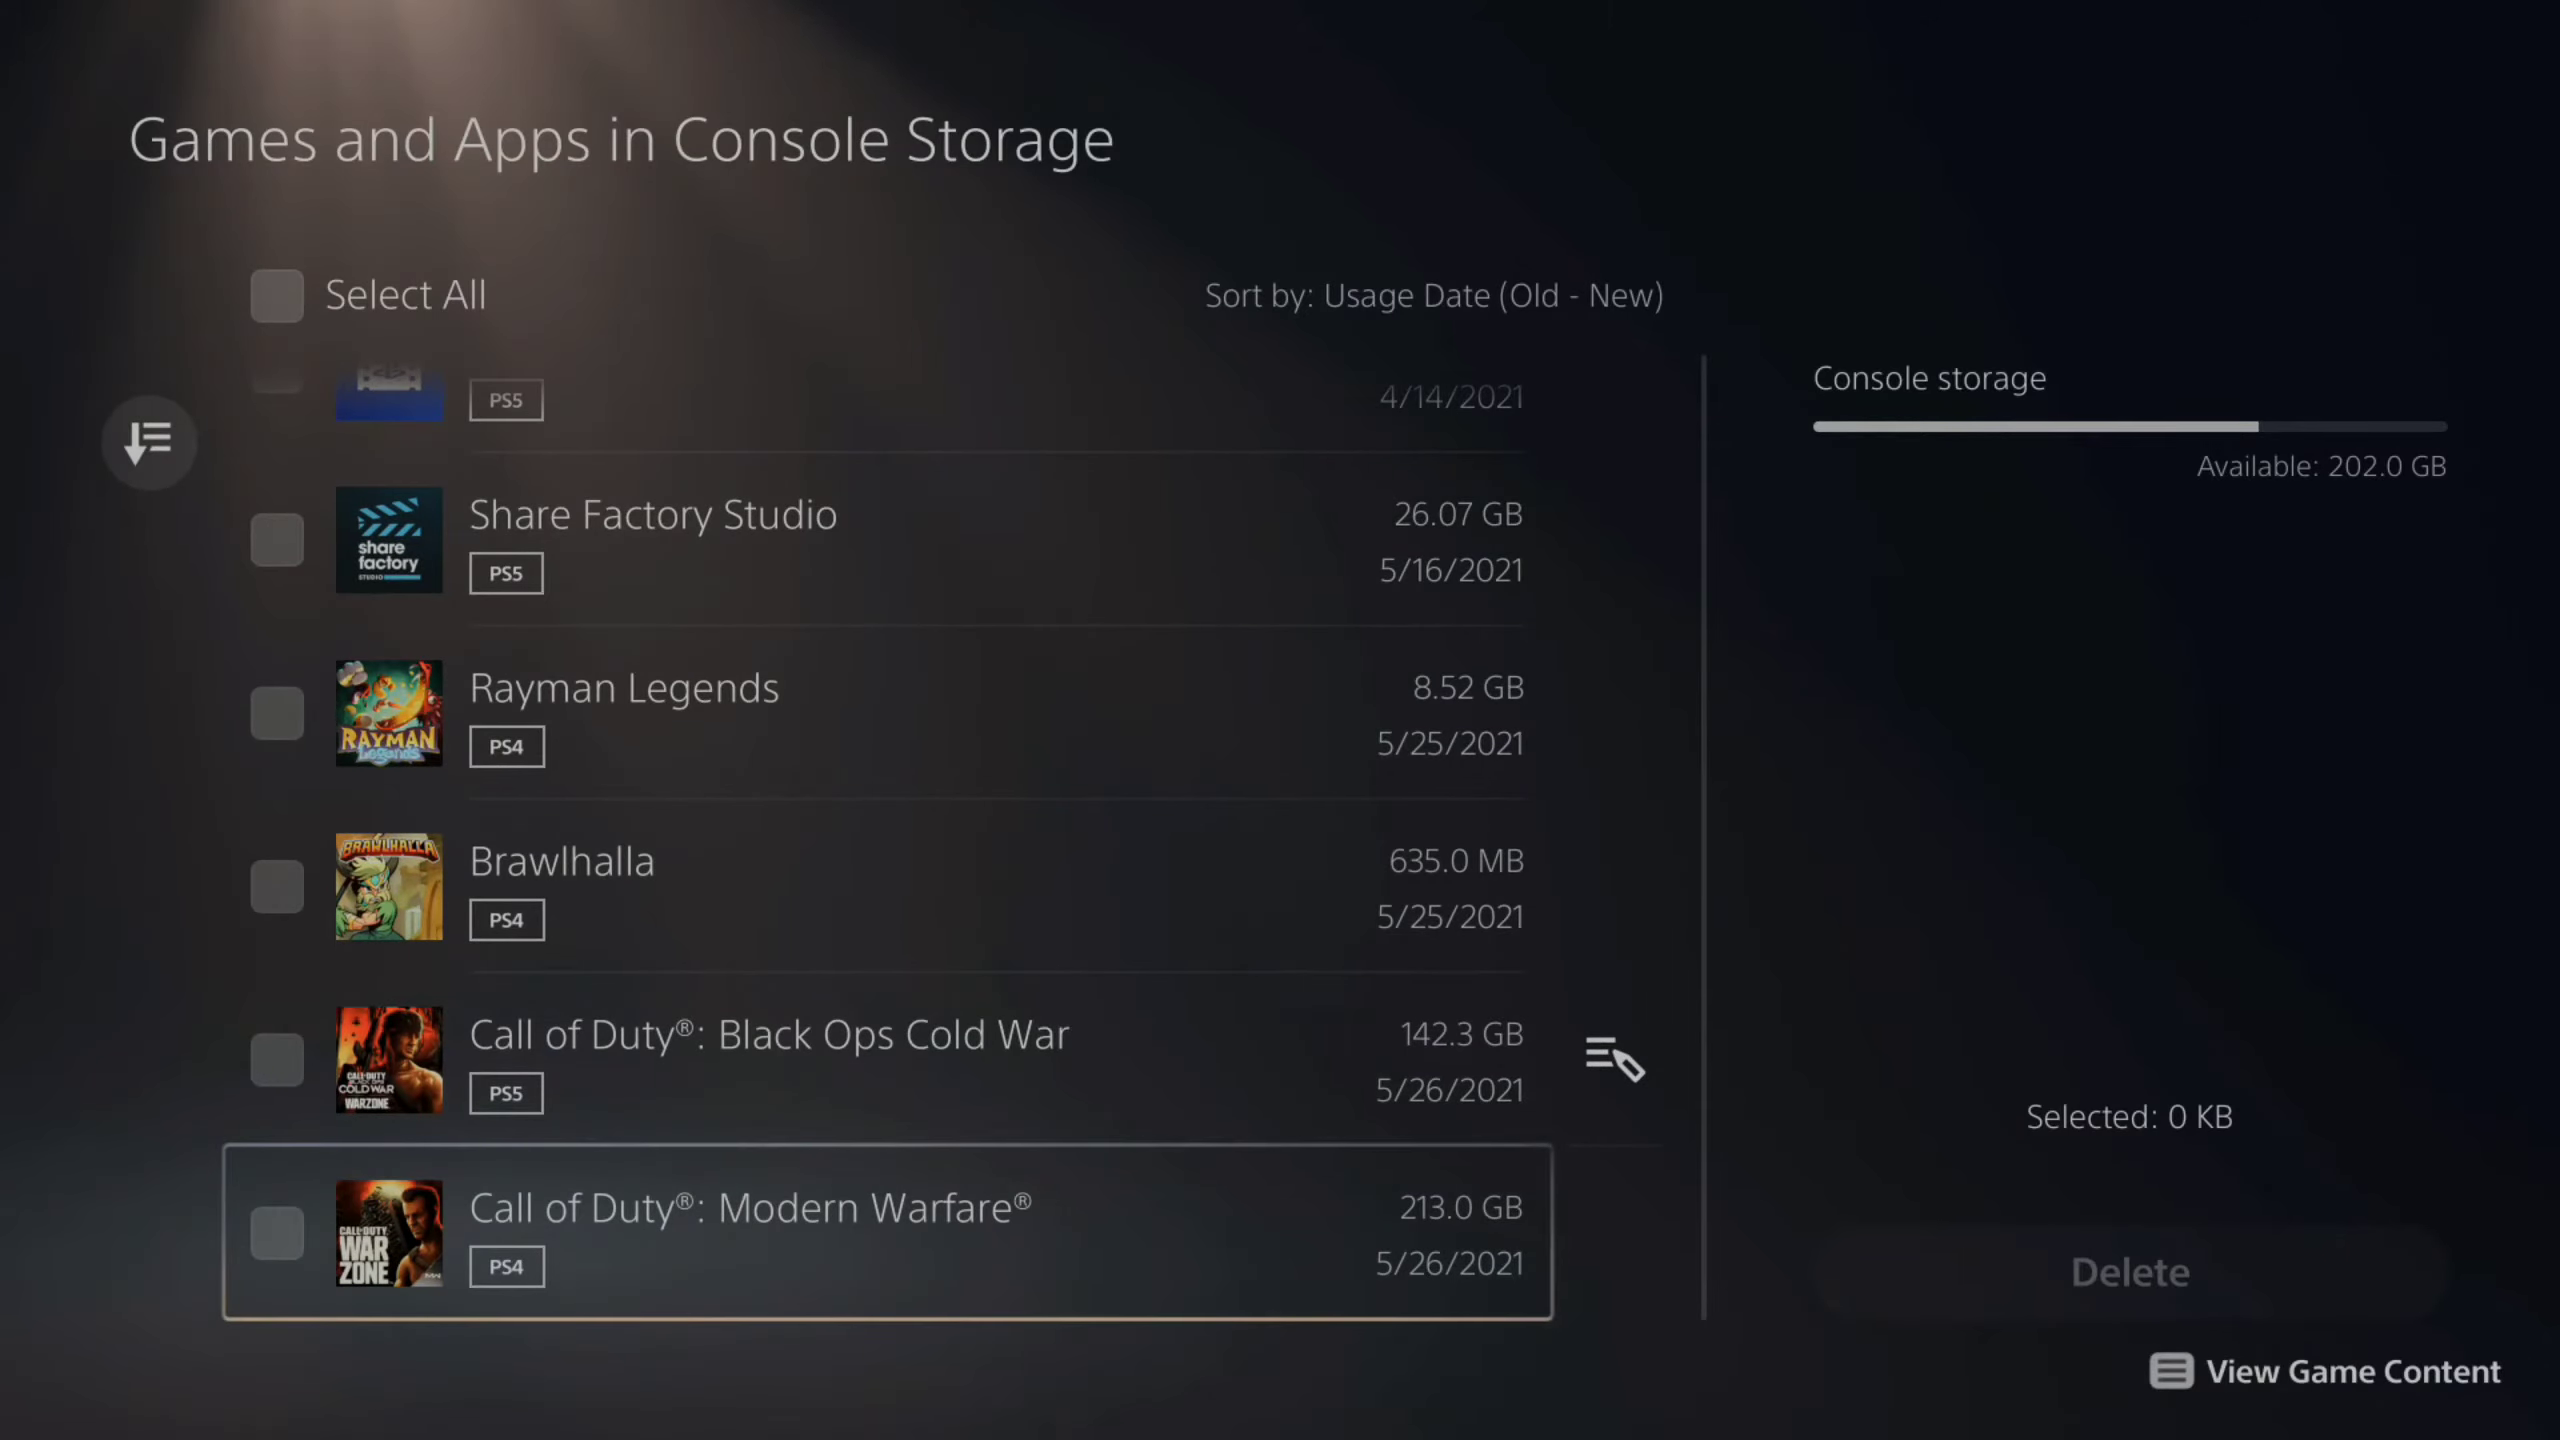 Games and Apps in Console Storage
Select All
Sort by: Usage Date (Old - New)
PS5
4/14/2021
share
factory
STUDIO
Share Factory Studio
26.07 GB
PS5
5/16/2021
RAYMAN
Legends
Rayman Legends
8.52 GB
PS4
5/25/2021
BRAWLHALLA
Brawlhalla
635.0 MB
PS4
5/25/2021
CALL OF DUTY
BLACK OPS
COLD WAR
WARZONE
Call of Duty®: Black Ops Cold War
142.3 GB
PS5
5/26/2021
CALL OF DUTY
WAR
ZONE
Call of Duty®: Modern Warfare®
213.0 GB
PS4
5/26/2021
Console storage
Available: 202.0 GB
Selected: 0 KB
Delete
View Game Content